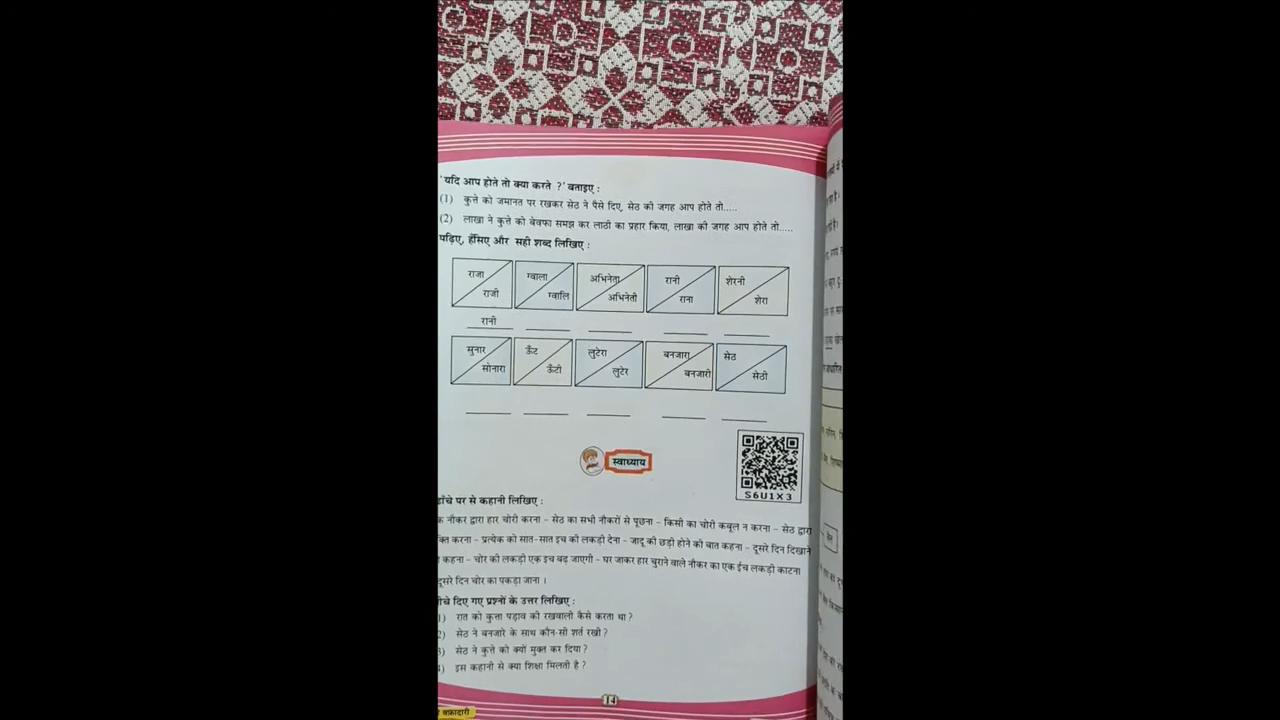 'यदि आप होते तो क्या करते ?' बताइए :
(1) कुत्ते को जमानत पर रखकर सेठ ने पैसे दिए, सेठ की जगह आप होते तो.....
(2) लाखा ने कुत्ते को बेवफा समझ कर लाठी का प्रहार किया, लाखा की जगह आप होते तो.....
पढ़िए, हँसिए और सही शब्द लिखिए :
राजा ग्वाला अभिनेता रानी शेरनी
राजी ग्वालि अभिनेती राना शेरा
रानी
सुनार ऊँट लुटेरा बनजारा सेठ
सोनारा ऊँटी लुटेर बनजारी सेठी
स्वाध्याय
S6U1X3
ढाँचे पर से कहानी लिखिए :
क नौकर द्वारा हार चोरी करना – सेठ का सभी नौकरों से पूछना – किसी का चोरी कबूल न करना – सेठ द्वारा
क्ति करना – प्रत्येक को सात-सात इंच की लकड़ी देना – जादू की छड़ी होने की बात कहना – दूसरे दिन दिखाने
कहना – चोर की लकड़ी एक इंच बढ़ जाएगी – घर जाकर हार चुराने वाले नौकर का एक ईंच लकड़ी काटना
दूसरे दिन चोर का पकड़ा जाना ।
ीचे दिए गए प्रश्नों के उत्तर लिखिए :
1) रात को कुत्ता पड़ाव की रखवाली कैसे करता था ?
2) सेठ ने बनजारे के साथ कौन-सी शर्त रखी ?
3) सेठ ने कुत्ते को क्यों मुक्त कर दिया ?
4) इस कहानी से क्या शिक्षा मिलती है ?
14
वफ़ादारी